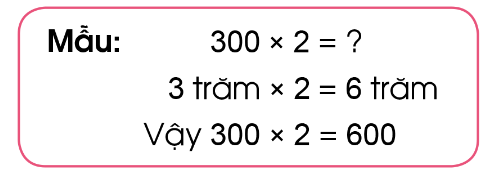 Mẫu: 300 × 2 = ?
3 trăm × 2 = 6 trăm
Vậy 300 × 2 = 600